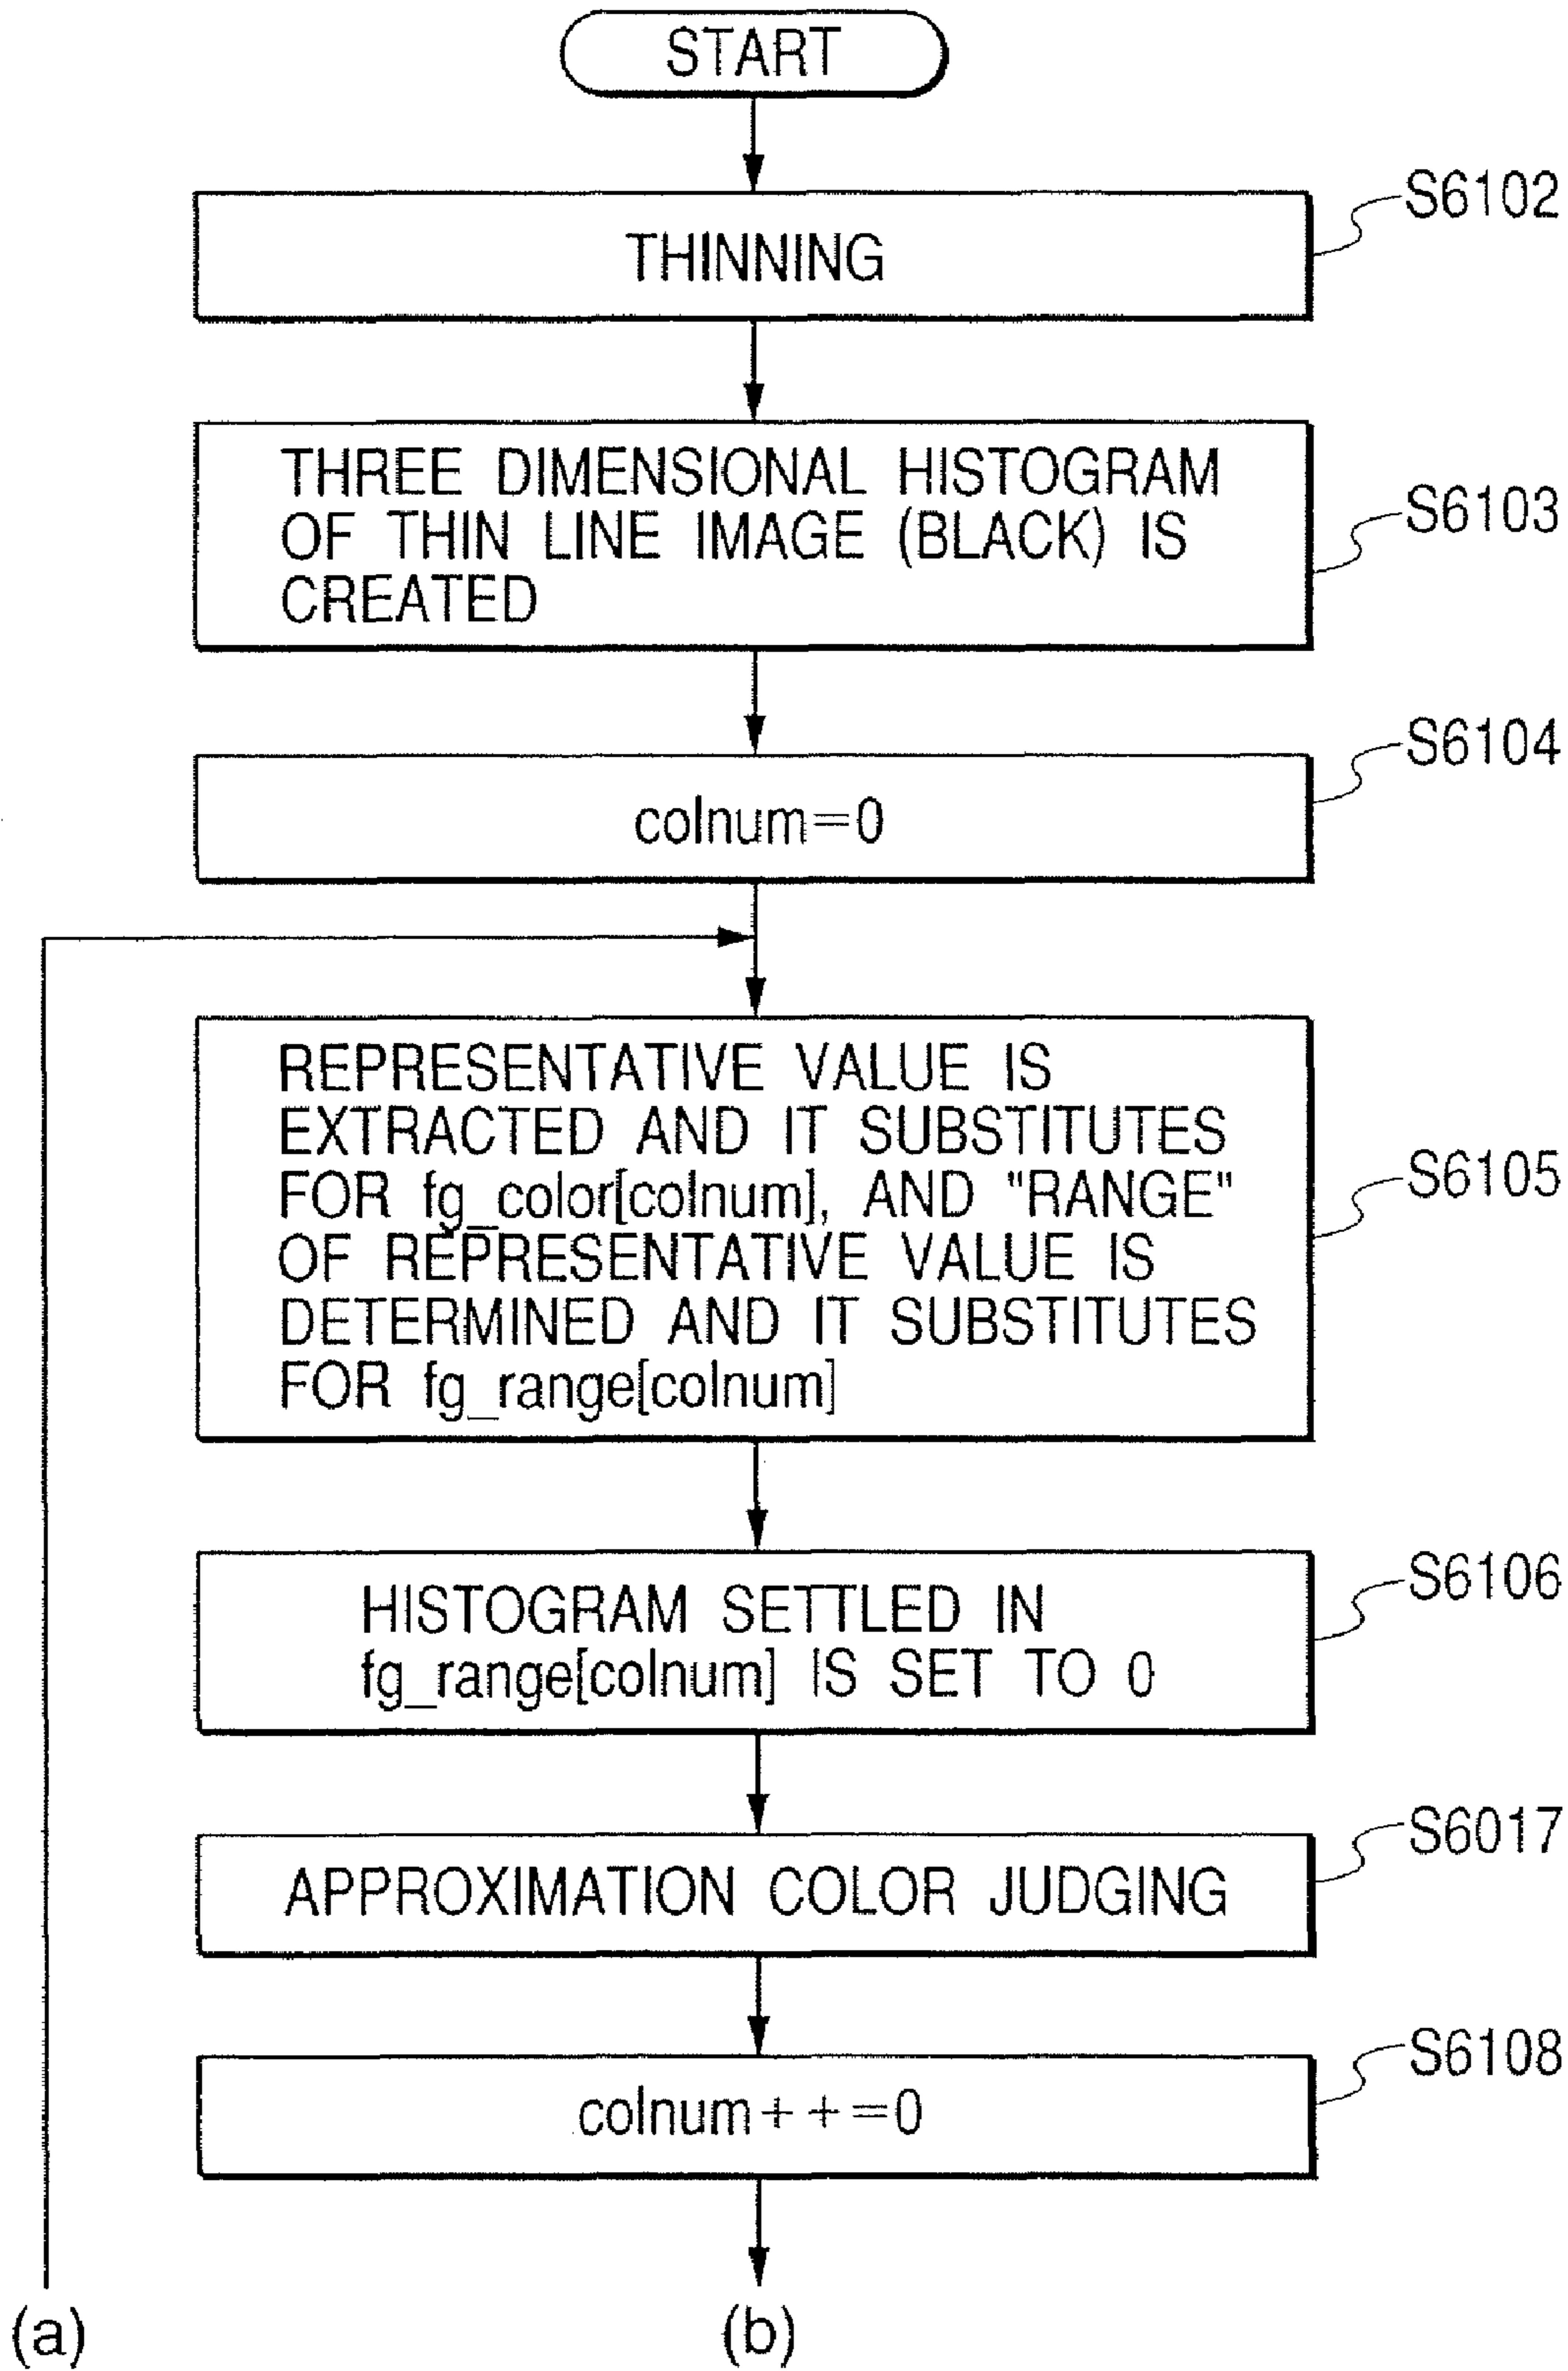 START
S6102
THINNING
THREE DIMENSIONAL HISTOGRAM
OF THIN LINE IMAGE (BLACK) IS
CREATED
S6103
S6104
colnum=0
REPRESENTATIVE VALUE IS
EXTRACTED AND IT SUBSTITUTES
FOR fg_color[colnum], AND "RANGE"
OF REPRESENTATIVE VALUE IS
DETERMINED AND IT SUBSTITUTES
FOR fg_range[colnum]
S6105
S6106
HISTOGRAM SETTLED IN
fg_range[colnum] IS SET TO 0
S6017
APPROXIMATION COLOR JUDGING
S6108
colnum++=0
(a)
(b)